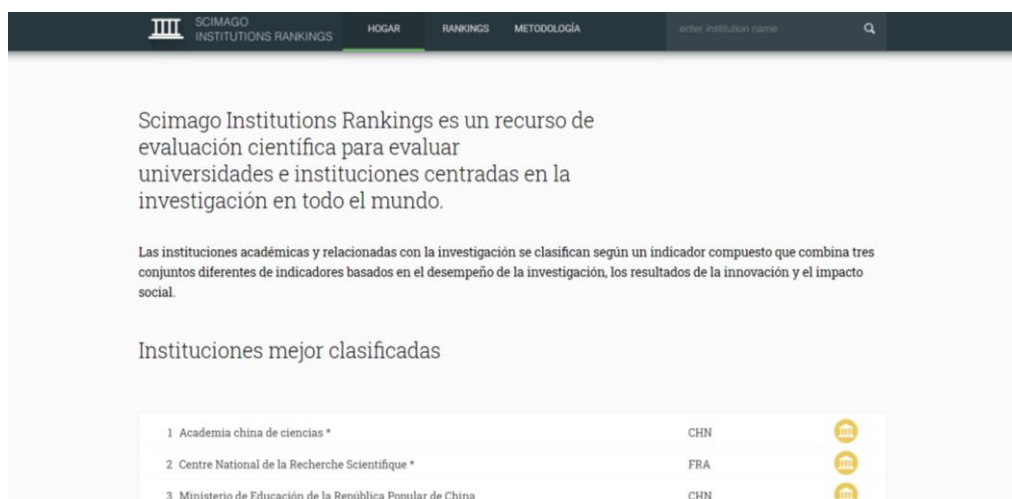 SCIMAGO
INSTITUTIONS RANKINGS
HOGAR
RANKINGS
METODOLOGÍA
enter institution name
Scimago Institutions Rankings es un recurso de
evaluación científica para evaluar
universidades e instituciones centradas en la
investigación en todo el mundo.
Las instituciones académicas y relacionadas con la investigación se clasifican según un indicador compuesto que combina tres
conjuntos diferentes de indicadores basados en el desempeño de la investigación, los resultados de la innovación y el impacto
social.
Instituciones mejor clasificadas
1 Academia china de ciencias * CHN
2 Centre National de la Recherche Scientifique * FRA
3 Ministerio de Educación de la República Popular de China CHN